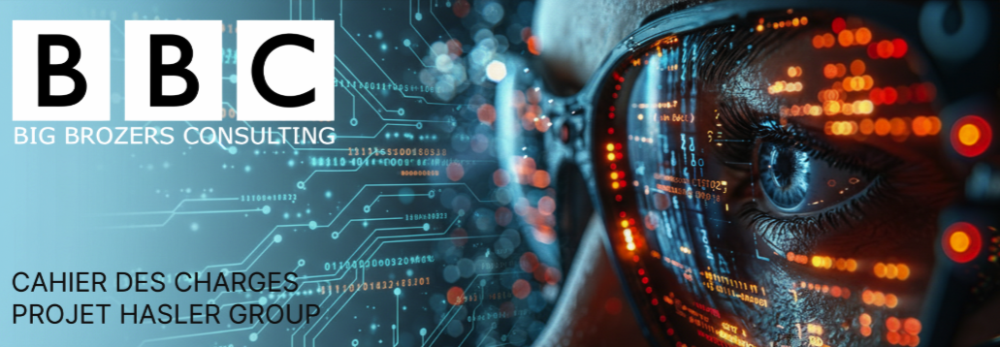 B B C
BIG BROZERS CONSULTING
CAHIER DES CHARGES
PROJET HASLER GROUP